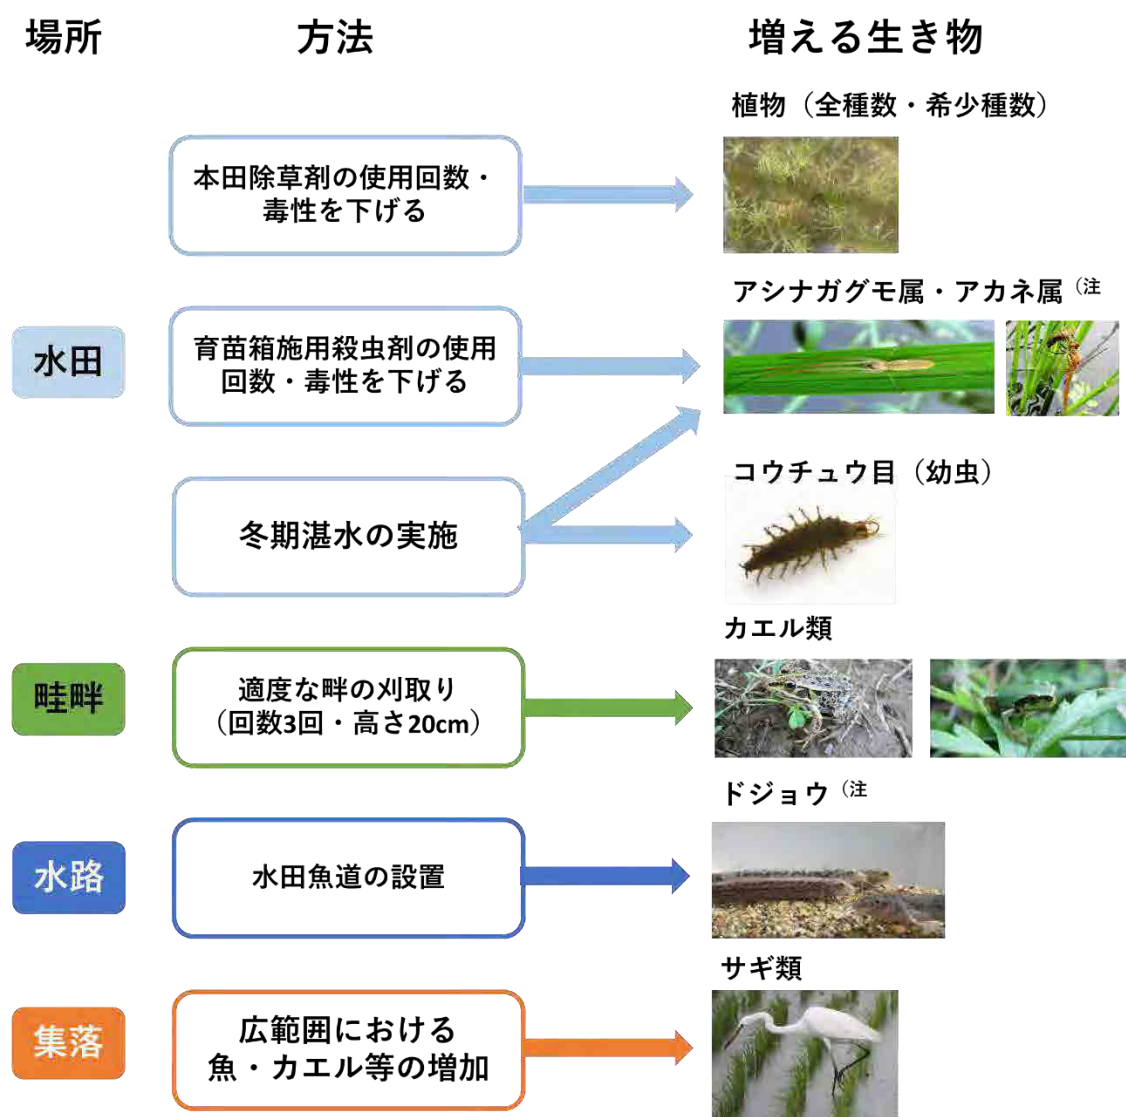 場所
方法
増える生き物
植物（全種数・希少種数）
本田除草剤の使用回数・
毒性を下げる
アシナガグモ属・アカネ属（注
水田
育苗箱施用殺虫剤の使用
回数・毒性を下げる
コウチュウ目（幼虫）
冬期湛水の実施
カエル類
畦畔
適度な畔の刈取り
（回数3回・高さ20cm）
ドジョウ（注
水路
水田魚道の設置
サギ類
集落
広範囲における
魚・カエル等の増加